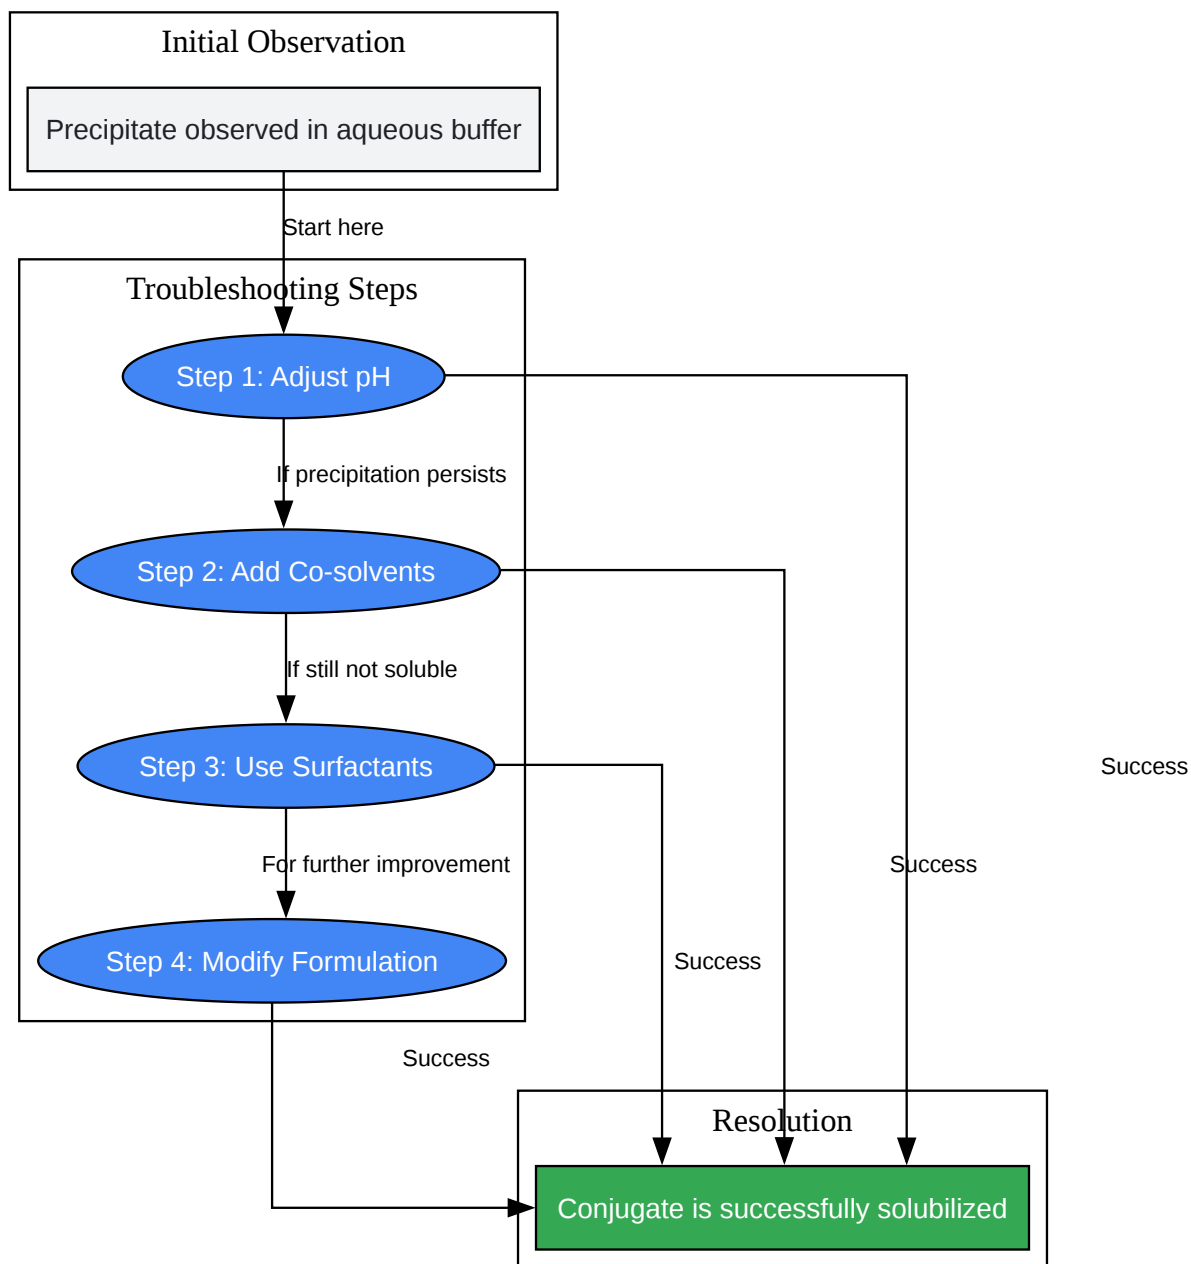 Initial Observation
Precipitate observed in aqueous buffer
Start here
Troubleshooting Steps
Step 1: Adjust pH
If precipitation persists
Step 2: Add Co-solvents
If still not soluble
Step 3: Use Surfactants
Success
For further improvement
Success
Step 4: Modify Formulation
Success
Success
Resolution
Conjugate is successfully solubilized